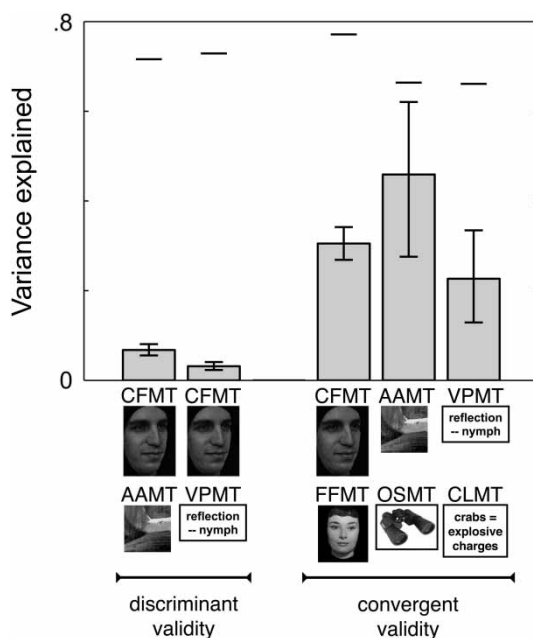 .8
Variance explained
0
CFMT CFMT CFMT AAMT VPMT
reflection
-- nymph
AAMT VPMT FFMT OSMT CLMT
reflection
-- nymph
crabs =
explosive
charges
discriminant
validity
convergent
validity